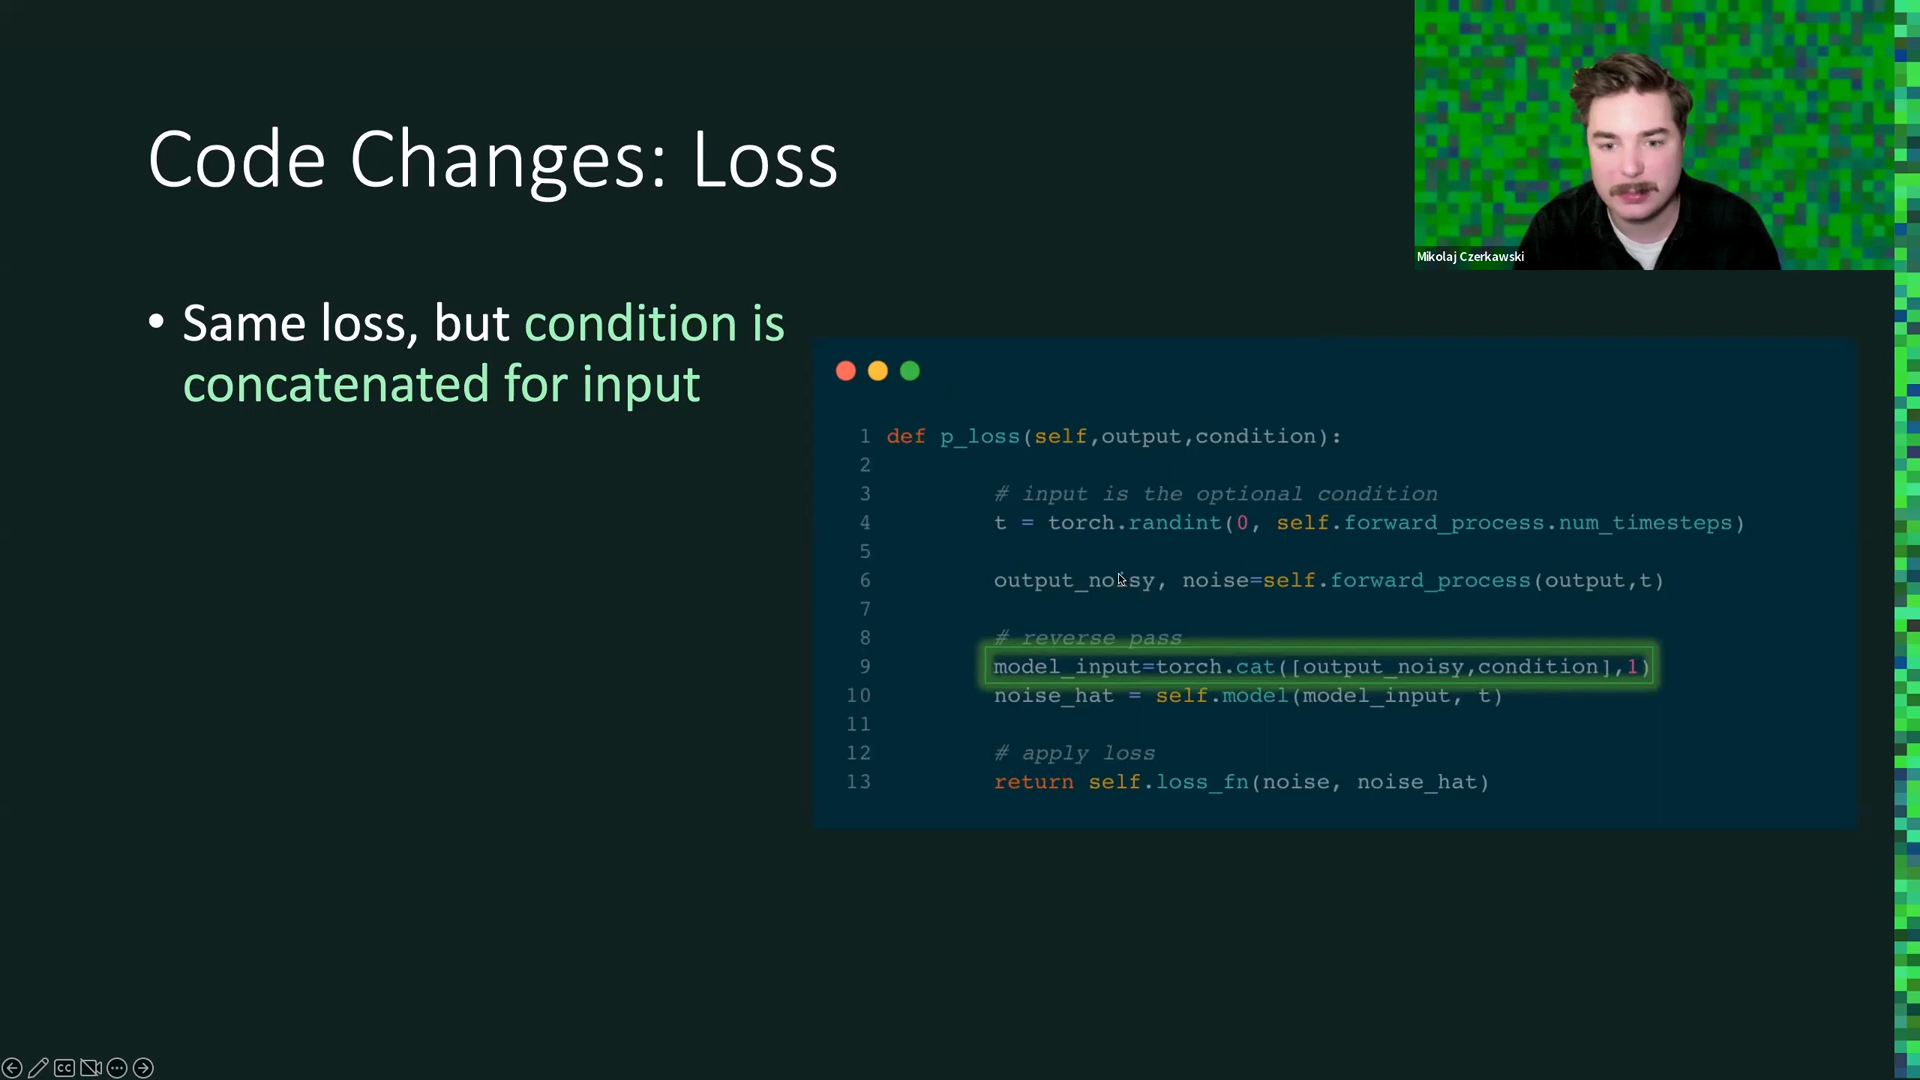 Code Changes: Loss
Mikolaj Czerkawski
• Same loss, but condition is
concatenated for input
1 def p_loss(self,output,condition):
2
3 # input is the optional condition
4 t = torch.randint(0, self.forward_process.num_timesteps)
5
6 output_noisy, noise=self.forward_process(output,t)
7
8 # reverse pass
9 model_input=torch.cat([output_noisy,condition],1)
10 noise_hat = self.model(model_input, t)
11
12 # apply loss
13 return self.loss_fn(noise, noise_hat)
CC